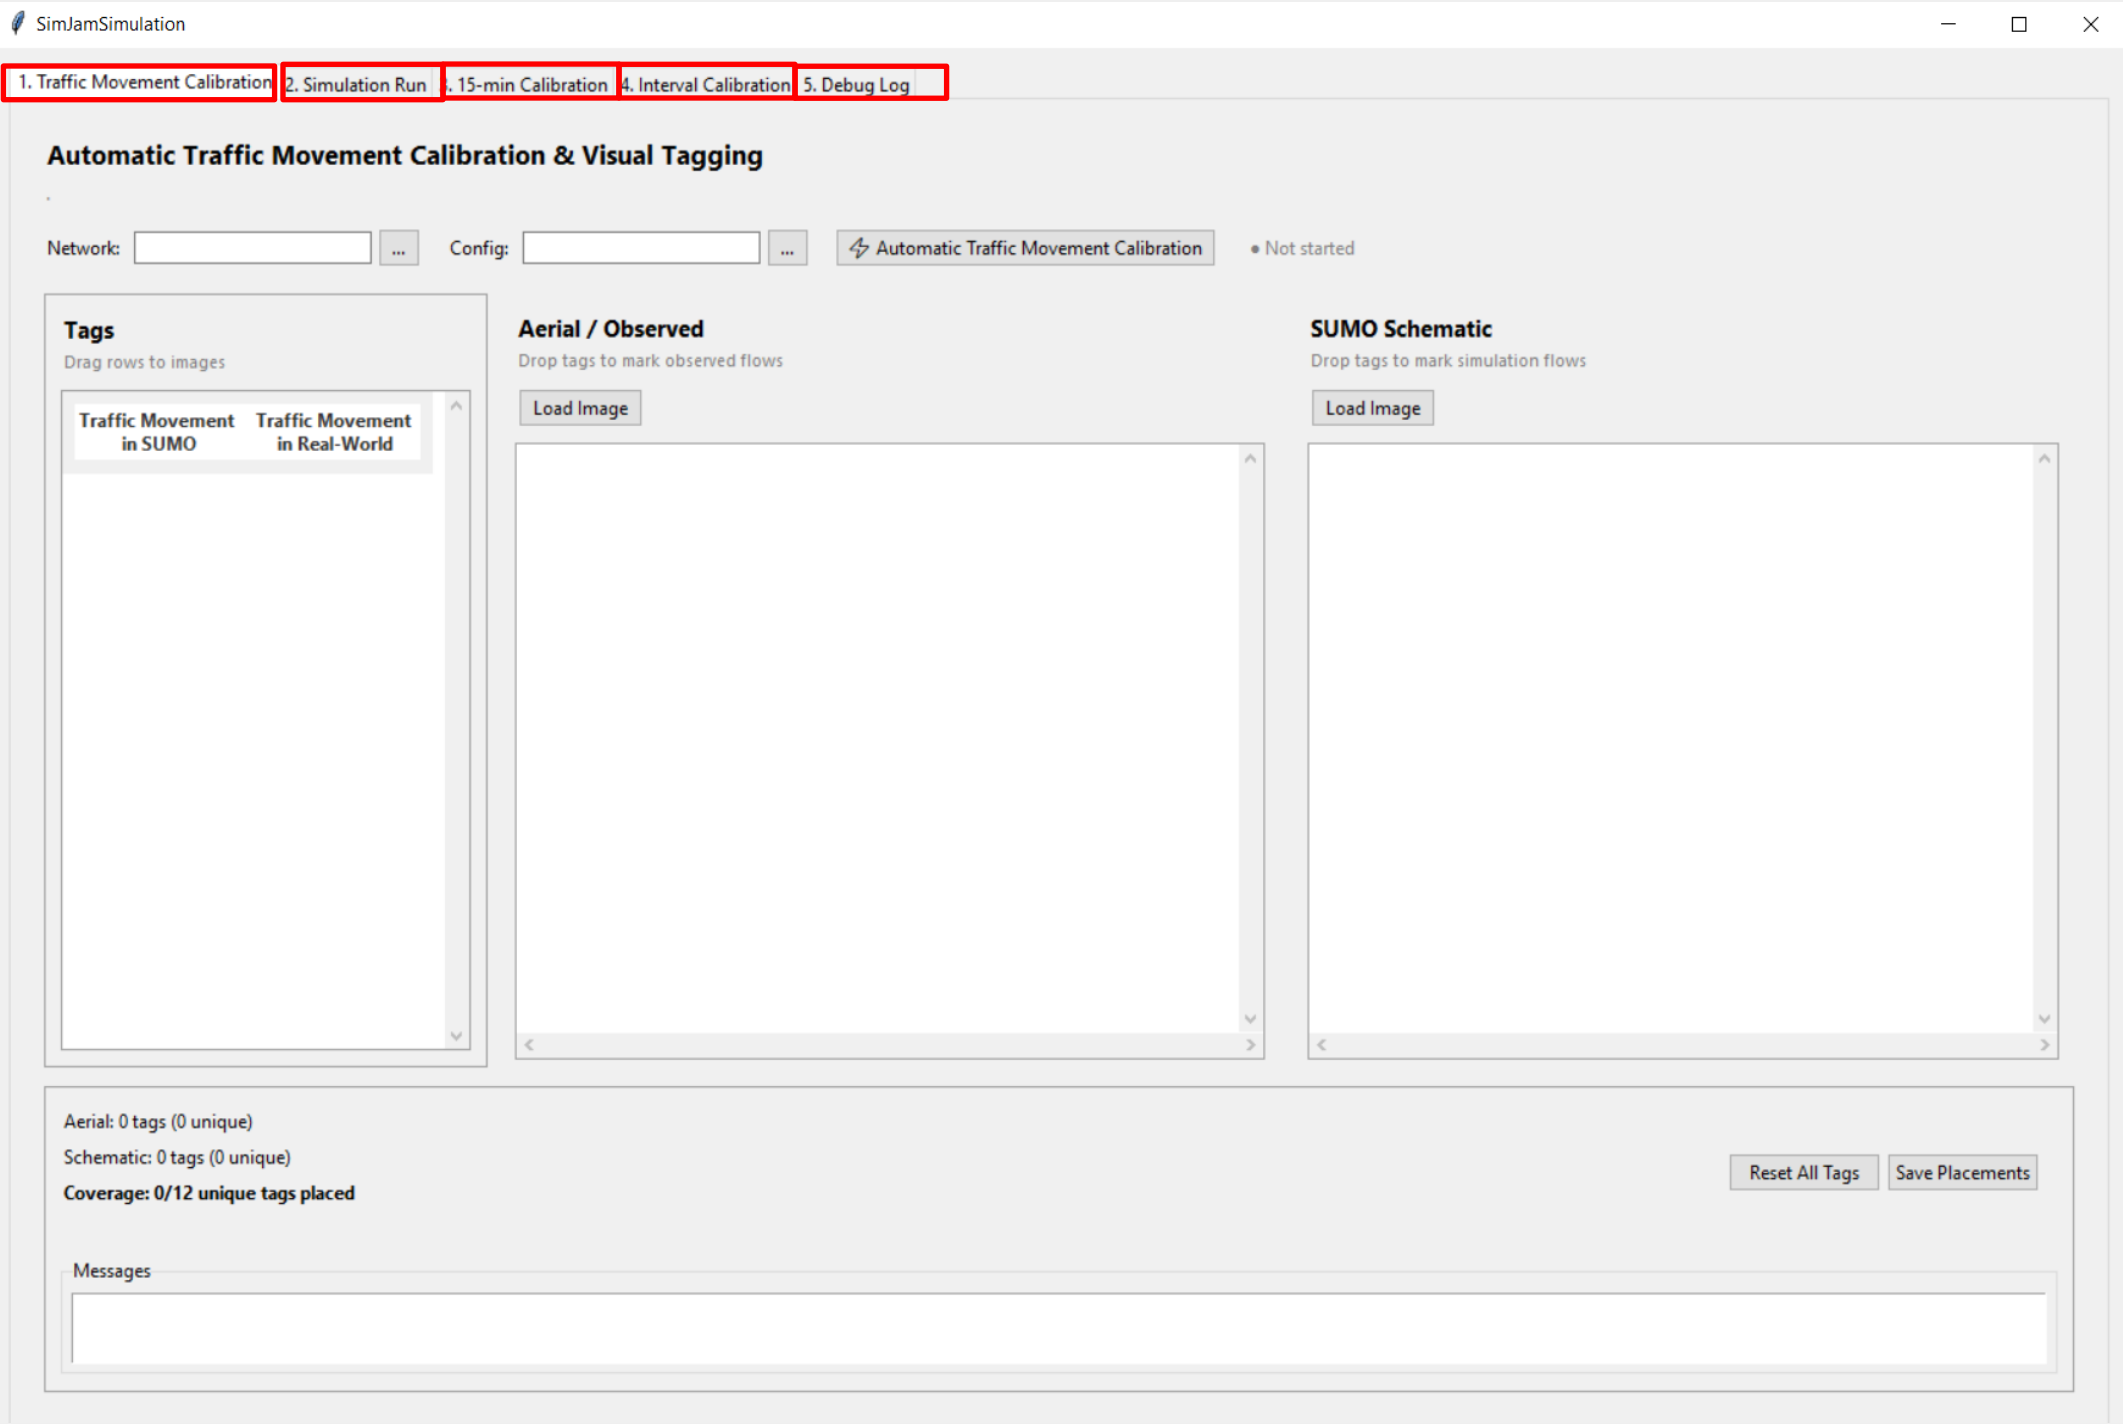 SimJamSimulation
1. Traffic Movement Calibration
2. Simulation Run
3. 15-min Calibration
4. Interval Calibration
5. Debug Log
Automatic Traffic Movement Calibration & Visual Tagging
.
Network:
...
Config:
...
Automatic Traffic Movement Calibration
● Not started
Tags
Drag rows to images
Traffic Movement
in SUMO
Traffic Movement
in Real-World
Aerial / Observed
Drop tags to mark observed flows
Load Image
SUMO Schematic
Drop tags to mark simulation flows
Load Image
Aerial: 0 tags (0 unique)
Schematic: 0 tags (0 unique)
Coverage: 0/12 unique tags placed
Reset All Tags
Save Placements
Messages